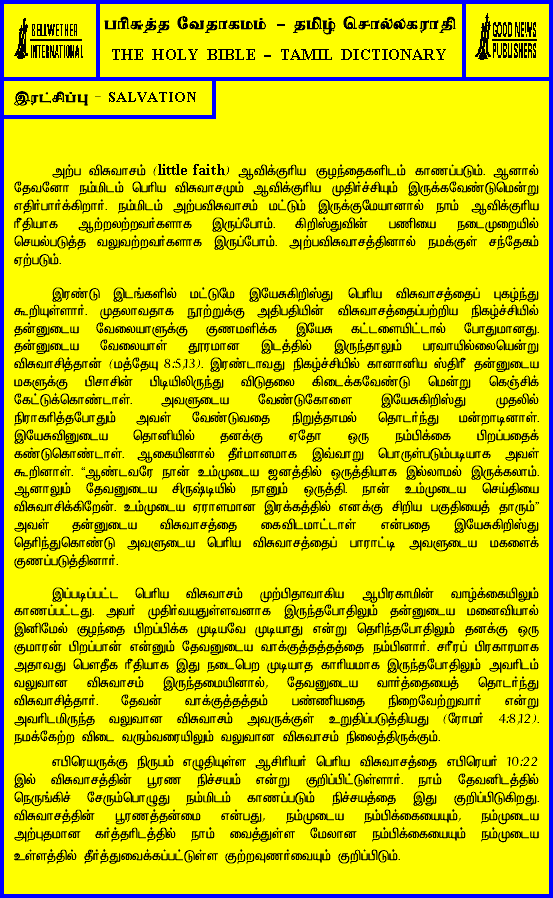 BELLWETHER
INTERNATIONAL
பரிசுத்த வேதாகமம் – தமிழ் சொல்லகராதி
THE HOLY BIBLE – TAMIL DICTIONARY
GOOD NEWS
PUBLISHERS
இரட்சிப்பு – SALVATION
அற்ப விசுவாசம் (little faith) ஆவிக்குரிய குழந்தைகளிடம் காணப்படும். ஆனால்
தேவனோ நம்மிடம் பெரிய விசுவாசமும் ஆவிக்குரிய முதிர்ச்சியும் இருக்கவேண்டுமென்று
எதிர்பார்க்கிறார். நம்மிடம் அற்பவிசுவாசம் மட்டும் இருக்குமேயானால் நாம் ஆவிக்குரிய
ரீதியாக ஆற்றலற்றவர்களாக இருப்போம். கிறிஸ்துவின் பணியை நடைமுறையில்
செயல்படுத்த வலுவற்றவர்களாக இருப்போம். அற்பவிசுவாசத்தினால் நமக்குள் சந்தேகம்
ஏற்படும்.
இரண்டு இடங்களில் மட்டுமே இயேசுகிறிஸ்து பெரிய விசுவாசத்தைப் புகழ்ந்து
கூறியுள்ளார். முதலாவதாக நூற்றுக்கு அதிபதியின் விசுவாசத்தைப்பற்றிய நிகழ்ச்சியில்
தன்னுடைய வேலையாளுக்கு குணமளிக்க இயேசு கட்டளையிட்டால் போதுமானது.
தன்னுடைய வேலையாள் தூரமான இடத்தில் இருந்தாலும் பரவாயில்லையென்று
விசுவாசித்தான் (மத்தேயு 8:5,13). இரண்டாவது நிகழ்ச்சியில் கானானிய ஸ்திரீ தன்னுடைய
மகளுக்கு பிசாசின் பிடியிலிருந்து விடுதலை கிடைக்கவேண்டு மென்று கெஞ்சிக்
கேட்டுக்கொண்டாள். அவளுடைய வேண்டுகோளை இயேசுகிறிஸ்து முதலில்
நிராகரித்தபோதும் அவள் வேண்டுவதை நிறுத்தாமல் தொடர்ந்து மன்றாடினாள்.
இயேசுவினுடைய தொனியில் தனக்கு ஏதோ ஒரு நம்பிக்கை பிறப்பதைக்
கண்டுகொண்டாள். ஆகையினால் தீர்மானமாக இவ்வாறு பொருள்படும்படியாக அவள்
கூறினாள். “ஆண்டவரே நான் உம்முடைய ஜனத்தில் ஒருத்தியாக இல்லாமல் இருக்கலாம்.
ஆனாலும் தேவனுடைய சிருஷ்டியில் நானும் ஒருத்தி. நான் உம்முடைய செய்தியை
விசுவாசிக்கிறேன். உம்முடைய ஏராளமான இரக்கத்தில் எனக்கு சிறிய பகுதியைத் தாரும்”
அவள் தன்னுடைய விசுவாசத்தை கைவிடமாட்டாள் என்பதை இயேசுகிறிஸ்து
தெரிந்துகொண்டு அவளுடைய பெரிய விசுவாசத்தைப் பாராட்டி அவளுடைய மகளைக்
குணப்படுத்தினார்.
இப்படிப்பட்ட பெரிய விசுவாசம் முற்பிதாவாகிய ஆபிரகாமின் வாழ்க்கையிலும்
காணப்பட்டது. அவர் முதிர்வயதுள்ளவனாக இருந்தபோதிலும் தன்னுடைய மனைவியால்
இனிமேல் குழந்தை பிறப்பிக்க முடியவே முடியாது என்று தெரிந்தபோதிலும் தனக்கு ஒரு
குமாரன் பிறப்பான் என்னும் தேவனுடைய வாக்குத்தத்தத்தை நம்பினார். சரீரப் பிரகாரமாக
அதாவது பௌதீக ரீதியாக இது நடைபெற முடியாத காரியமாக இருந்தபோதிலும் அவரிடம்
வலுவான விசுவாசம் இருந்தமையினால், தேவனுடைய வார்த்தையைத் தொடர்ந்து
விசுவாசித்தார். தேவன் வாக்குத்தத்தம் பண்ணியதை நிறைவேற்றுவார் என்று
அவரிடமிருந்த வலுவான விசுவாசம் அவருக்குள் உறுதிப்படுத்தியது (ரோமர் 4:8,12).
நமக்கேற்ற விடை வரும்வரையிலும் வலுவான விசுவாசம் நிலைத்திருக்கும்.
எபிரெயருக்கு நிருபம் எழுதியுள்ள ஆசிரியர் பெரிய விசுவாசத்தை எபிரெயர் 10:22
இல் விசுவாசத்தின் பூரண நிச்சயம் என்று குறிப்பிட்டுள்ளார். நாம் தேவனிடத்தில்
நெருங்கிச் சேரும்பொழுது நம்மிடம் காணப்படும் நிச்சயத்தை இது குறிப்பிடுகிறது.
விசுவாசத்தின் பூரணத்தன்மை என்பது, நம்முடைய நம்பிக்கையையும், நம்முடைய
அற்புதமான கர்த்தரிடத்தில் நாம் வைத்துள்ள மேலான நம்பிக்கையையும் நம்முடைய
உள்ளத்தில் தீர்த்துவைக்கப்பட்டுள்ள குற்றவுணர்வையும் குறிப்பிடும்.